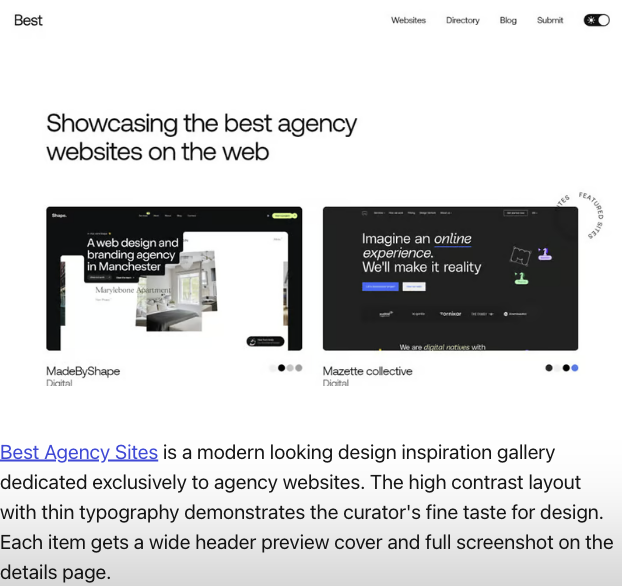 Best
Websites Directory Blog Submit
Showcasing the best agency
websites on the web
FEATURED SITES
Shape.
A web design and
branding agency
in Manchester
Marylebone Apartment
Imagine an online
experience.
We'll make it reality
We are digital natives with
MadeByShape
Digital
Mazette collective
Digital
Best Agency Sites is a modern looking design inspiration gallery
dedicated exclusively to agency websites. The high contrast layout
with thin typography demonstrates the curator's fine taste for design.
Each item gets a wide header preview cover and full screenshot on the
details page.